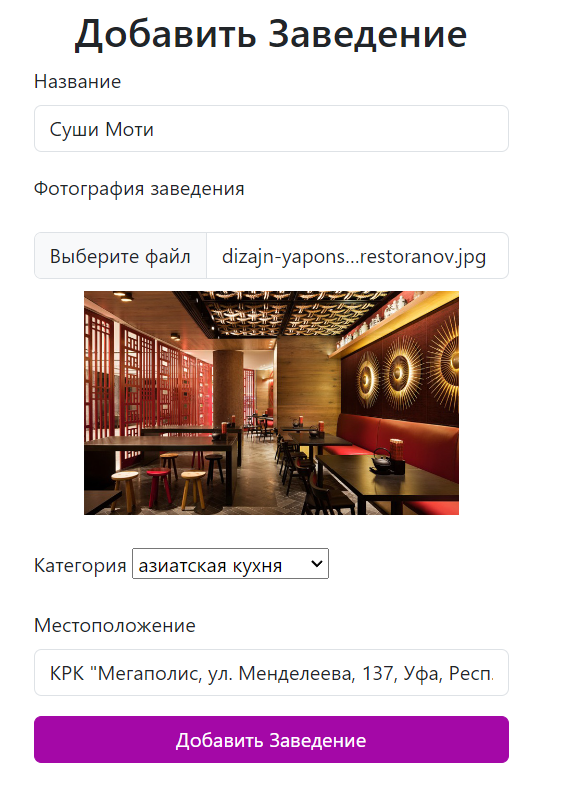 Добавить Заведение
Название
Суши Моти
Фотография заведения
Выберите файл dizajn-yapons...restoranov.jpg
Категория азиатская кухня
Местоположение
КРК "Мегаполис, ул. Менделеева, 137, Уфа, Респ.
Добавить Заведение